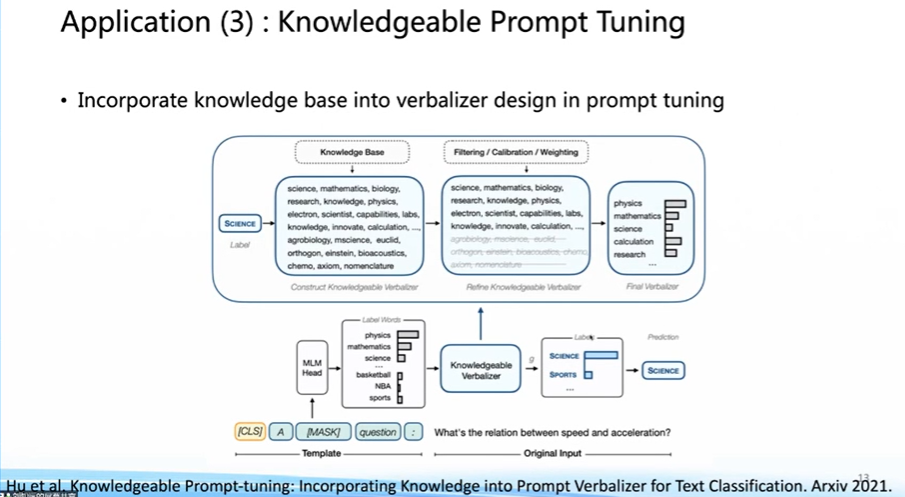 Application (3) : Knowledgeable Prompt Tuning
• Incorporate knowledge base into verbalizer design in prompt tuning
Knowledge Base
Filtering / Calibration / Weighting
SCIENCE
Label
science, mathematics, biology,
research, knowledge, physics,
electron, scientist, capabilities, labs,
knowledge, innovate, calculation, ...,
agrobiology, mscience, euclid,
orthogon, einstein, bioacoustics,
chemo, axiom, nomenclature
Construct Knowledgeable Verbalizer
science, mathematics, biology,
research, knowledge, physics,
electron, scientist, capabilities, labs,
knowledge, innovate, calculation, ...,
agrobiology, mscience, euclid,
orthogon, einstein, bioacoustics, chemo,
axiom, nomenclature
Refine Knowledgeable Verbalizer
physics
mathematics
science
calculation
research
...
Final Verbalizer
MLM
Head
Label Words
physics
mathematics
science
...
basketball
NBA
sports
Knowledgeable
Verbalizer
g
Labels
SCIENCE
SPORTS
...
Prediction
SCIENCE
[CLS] A [MASK] question : What's the relation between speed and acceleration?
Template
Original Input
13
Hu et al. Knowledgeable Prompt-tuning: Incorporating Knowledge into Prompt Verbalizer for Text Classification. Arxiv 2021.